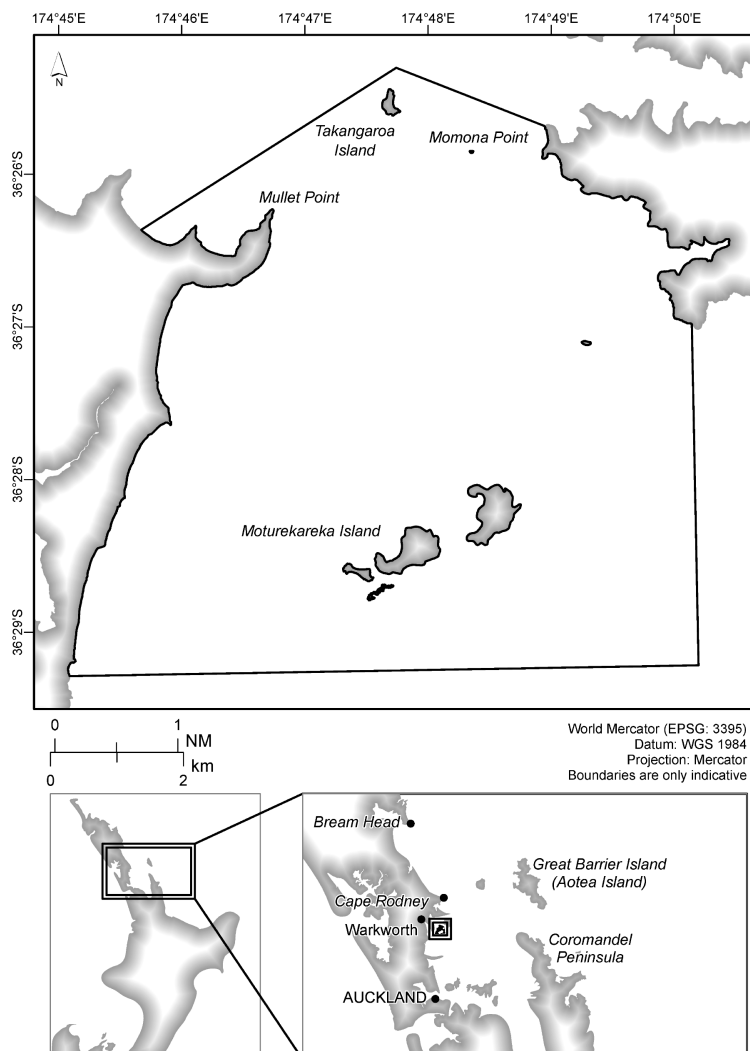 174°45'E 174°46'E 174°47'E 174°48'E 174°49'E 174°50'E
N
Takangaroa
Island
Momona Point
36°26'S
Mullet Point
36°27'S
36°28'S
Moturekareka Island
36°29'S
0 1
NM
km
0 2
World Mercator (EPSG: 3395)
Datum: WGS 1984
Projection: Mercator
Boundaries are only indicative
Bream Head
Great Barrier Island
(Aotea Island)
Cape Rodney
Warkworth
Coromandel
Peninsula
AUCKLAND